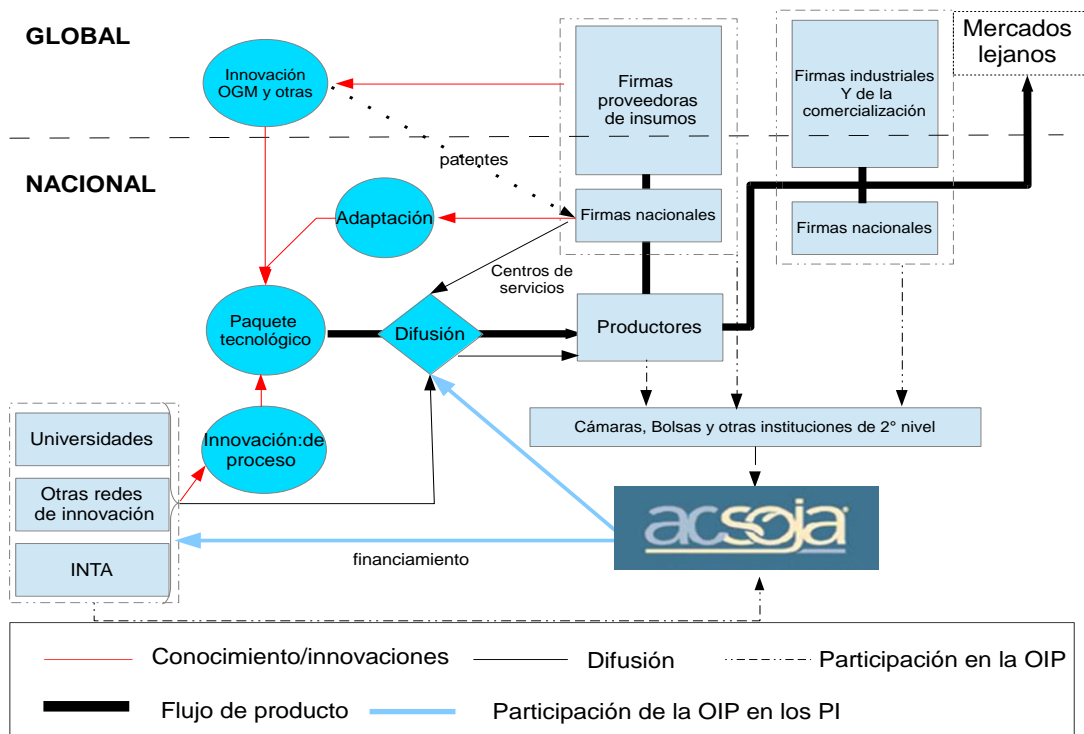 GLOBAL
Mercados
lejanos
Innovación
OGM y otras
Firmas
proveedoras
de insumos
Firmas industriales
Y de la
comercialización
patentes
NACIONAL
Adaptación
Firmas nacionales
Firmas nacionales
Centros de
servicios
Paquete
tecnológico
Difusión
Productores
Universidades
Innovación:de
proceso
Cámaras, Bolsas y otras instituciones de 2° nivel
Otras redes
de innovación
acsoja
financiamiento
INTA
Conocimiento/innovaciones
Difusión
Participación en la OIP
Flujo de producto
Participación de la OIP en los PI